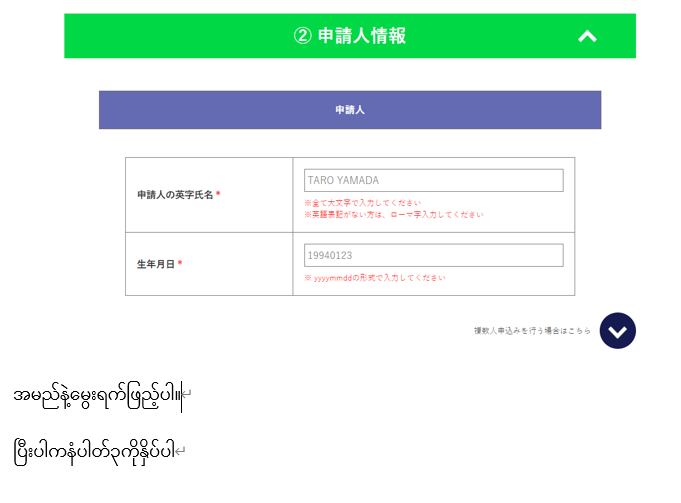 ② 申請人情報
申請人
申請人の英字氏名 *
TARO YAMADA
※全て大文字で入力してください
※英語表記がない方は、ローマ字入力してください
生年月日 *
19940123
※ yyyymmddの形式で入力してください
複数人申込みを行う場合はこちら
အမည်နဲ့မွေးရက်ဖြည့်ပါ။
ပြီးပါကနံပါတ်၃ကိုနှိပ်ပါ